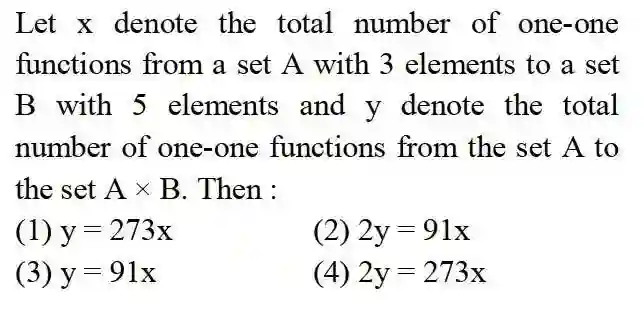 Let x denote the total number of one-one
functions from a set A with 3 elements to a set
B with 5 elements and y denote the total
number of one-one functions from the set A to
the set A × B. Then :
(1) y = 273x (2) 2y = 91x
(3) y = 91x (4) 2y = 273x